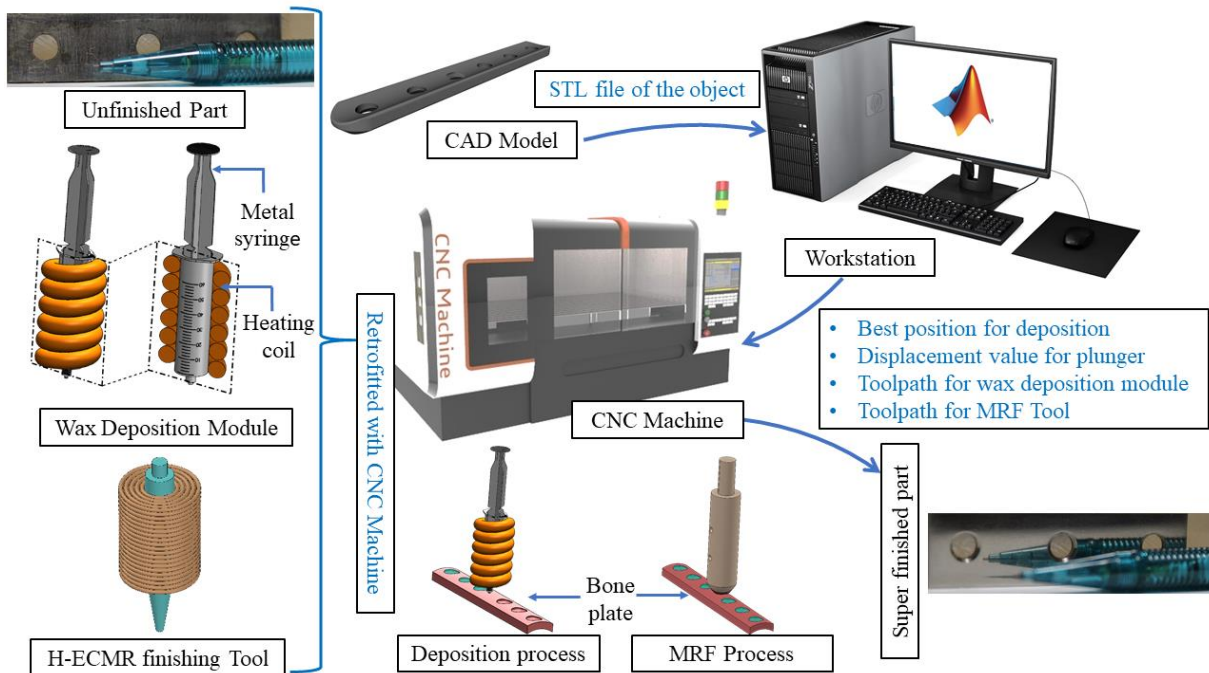 Unfinished Part
Metal
syringe
Heating
coil
Wax Deposition Module
H-ECMR finishing Tool
Retrofitted with CNC Machine
CAD Model
STL file of the object
Workstation
CNC Machine
CNC Machine
• Best position for deposition
• Displacement value for plunger
• Toolpath for wax deposition module
• Toolpath for MRF Tool
Bone
plate
Deposition process
MRF Process
Super finished part